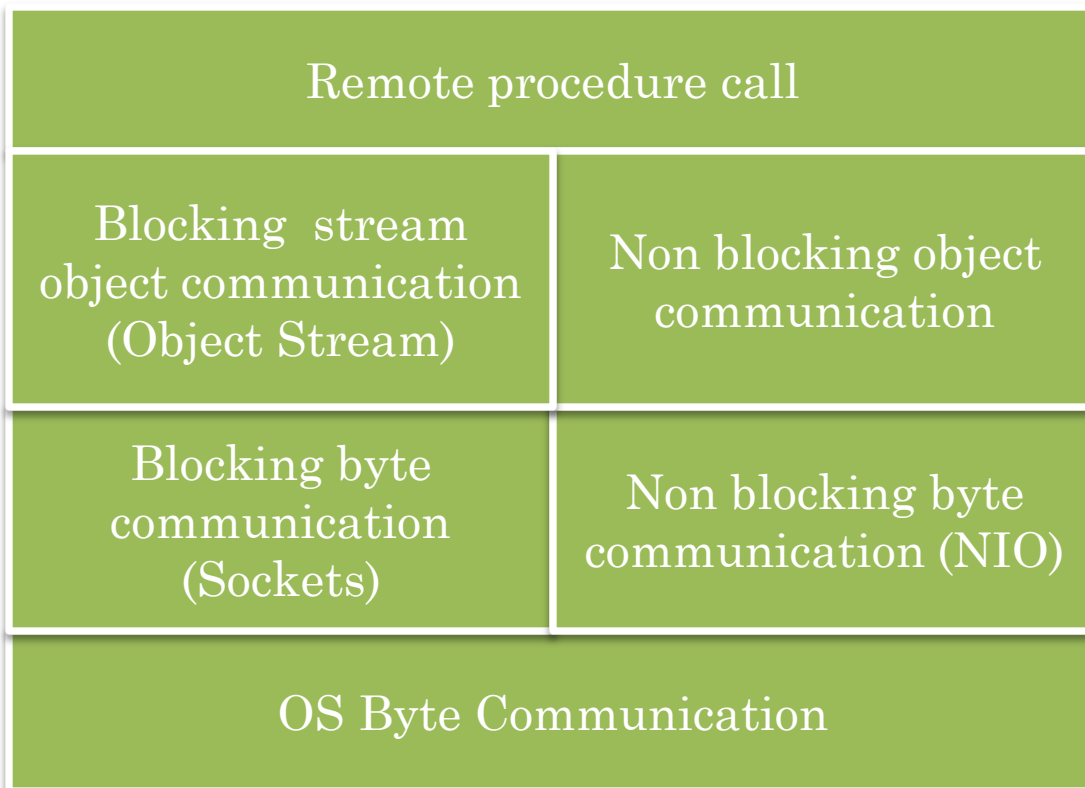 Remote procedure call
Blocking  stream
object communication
(Object Stream)
Non blocking object
communication
Blocking byte
communication
(Sockets)
Non blocking byte
communication (NIO)
OS Byte Communication